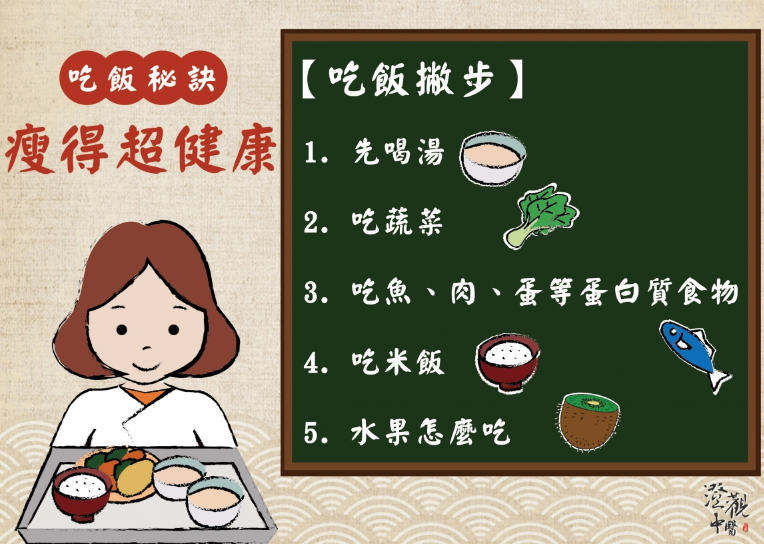 吃飯秘訣
瘦得超健康
【吃飯撇步】
1. 先喝湯
2. 吃蔬菜
3. 吃魚、肉、蛋等蛋白質食物
4. 吃米飯
5. 水果怎麼吃
澄觀
中醫